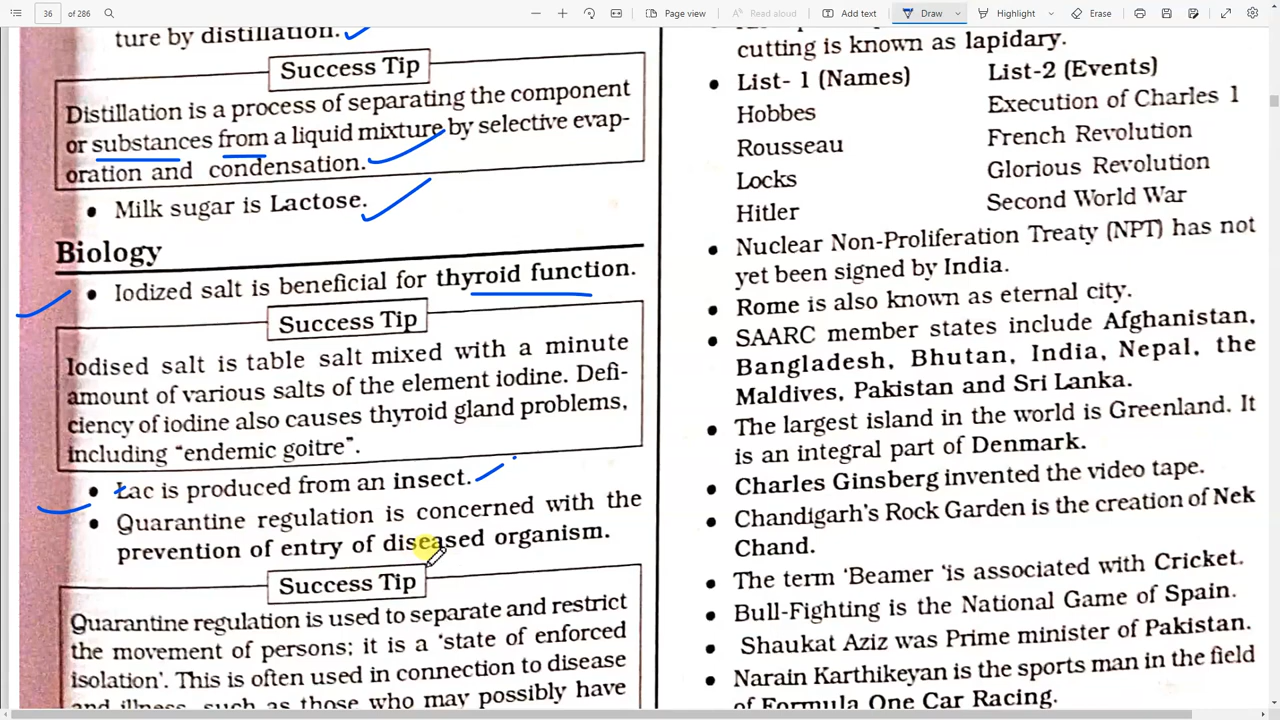 36 of 286
Page view
Read aloud
Add text
Draw
Highlight
Erase
ture by distillation.
Success Tip
Distillation is a process of separating the component
or substances from a liquid mixture by selective evap-
oration and condensation.
• Milk sugar is Lactose.
Biology
• Iodized salt is beneficial for thyroid function.
Success Tip
Iodised salt is table salt mixed with a minute
amount of various salts of the element iodine. Defi-
ciency of iodine also causes thyroid gland problems,
including “endemic goitre”.
• Lac is produced from an insect.
• Quarantine regulation is concerned with the
prevention of entry of diseased organism.
Success Tip
Quarantine regulation is used to separate and restrict
the movement of persons; it is a ‘state of enforced
isolation’. This is often used in connection to disease
and illness, such as those who may possibly have
cutting is known as lapidary.
• List- 1 (Names) List-2 (Events)
Hobbes Execution of Charles 1
Rousseau French Revolution
Locks Glorious Revolution
Hitler Second World War
• Nuclear Non-Proliferation Treaty (NPT) has not
yet been signed by India.
• Rome is also known as eternal city.
• SAARC member states include Afghanistan,
Bangladesh, Bhutan, India, Nepal, the
Maldives, Pakistan and Sri Lanka.
• The largest island in the world is Greenland. It
is an integral part of Denmark.
• Charles Ginsberg invented the video tape.
• Chandigarh’s Rock Garden is the creation of Nek
Chand.
• The term ‘Beamer ‘is associated with Cricket.
• Bull-Fighting is the National Game of Spain.
• Shaukat Aziz was Prime minister of Pakistan.
• Narain Karthikeyan is the sports man in the field
of Formula One Car Racing.